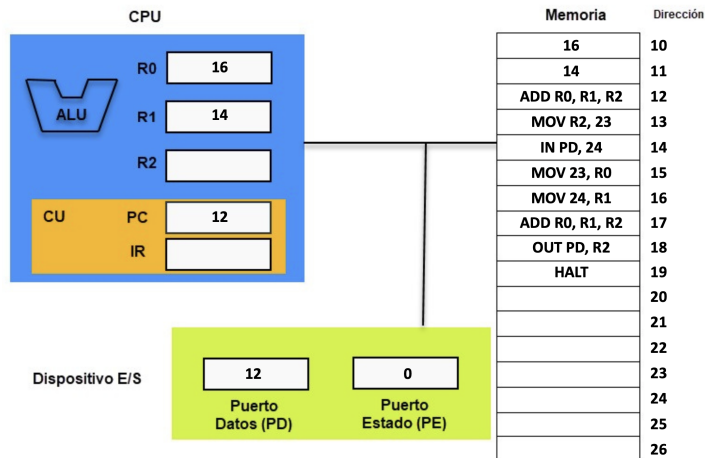 CPU
Memoria Dirección
R0 16
ALU
R1 14
R2
CU PC 12
IR
16 10
14 11
ADD R0, R1, R2 12
MOV R2, 23 13
IN PD, 24 14
MOV 23, R0 15
MOV 24, R1 16
ADD R0, R1, R2 17
OUT PD, R2 18
HALT 19
20
21
22
23
24
25
26
Dispositivo E/S
12 0
Puerto Datos (PD)
Puerto Estado (PE)